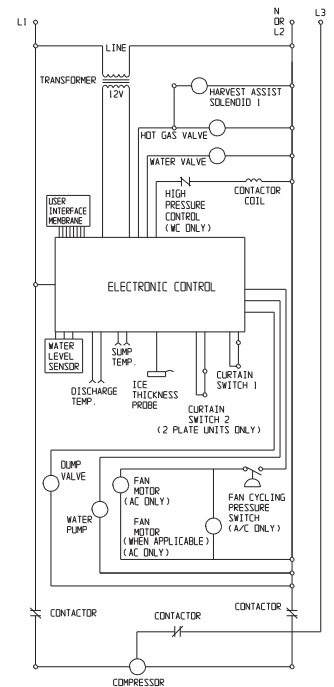 L1
N
OR
L2
L3
LINE
TRANSFORMER
12V
HARVEST ASSIST
SOLENOID 1
HOT GAS VALVE
WATER VALVE
HIGH
PRESSURE
CONTROL
(WC ONLY)
CONTACTOR
COIL
USER
INTERFACE
MEMBRANE
ELECTRONIC CONTROL
WATER
LEVEL
SENSOR
SUMP
TEMP.
DISCHARGE
TEMP.
ICE
THICKNESS
PROBE
CURTAIN
SWITCH 1
CURTAIN
SWITCH 2
(2 PLATE UNITS ONLY)
DUMP
VALVE
WATER
PUMP
FAN
MOTOR
(AC ONLY)
FAN
MOTOR
(WHEN APPLICABLE)
(AC ONLY)
FAN CYCLING
PRESSURE
SWITCH
(A/C ONLY)
CONTACTOR
CONTACTOR
CONTACTOR
COMPRESSOR